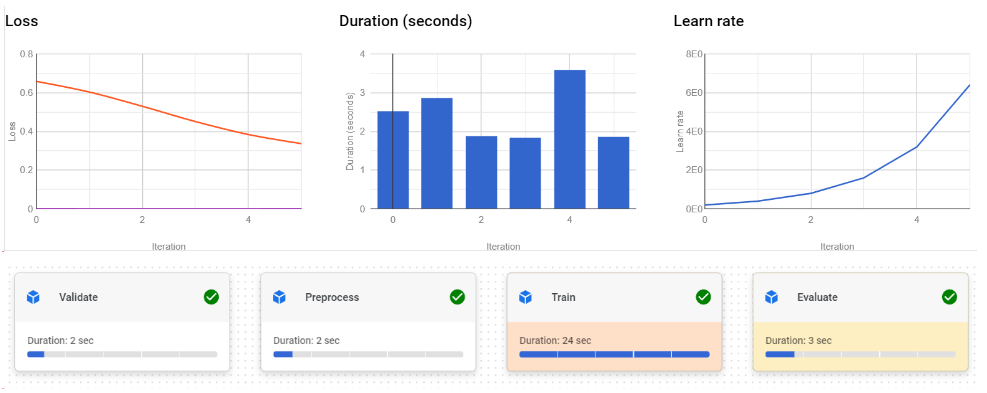 Loss
Duration (seconds)
Learn rate
0.8
0.6
0.4
0.2
0
Loss
0
2
4
Iteration
4
3
2
1
0
Duration (seconds)
0
2
4
Iteration
8E0
6E0
4E0
2E0
0E0
Learn rate
0
2
4
Iteration
Validate
Duration: 2 sec
Preprocess
Duration: 2 sec
Train
Duration: 24 sec
Evaluate
Duration: 3 sec